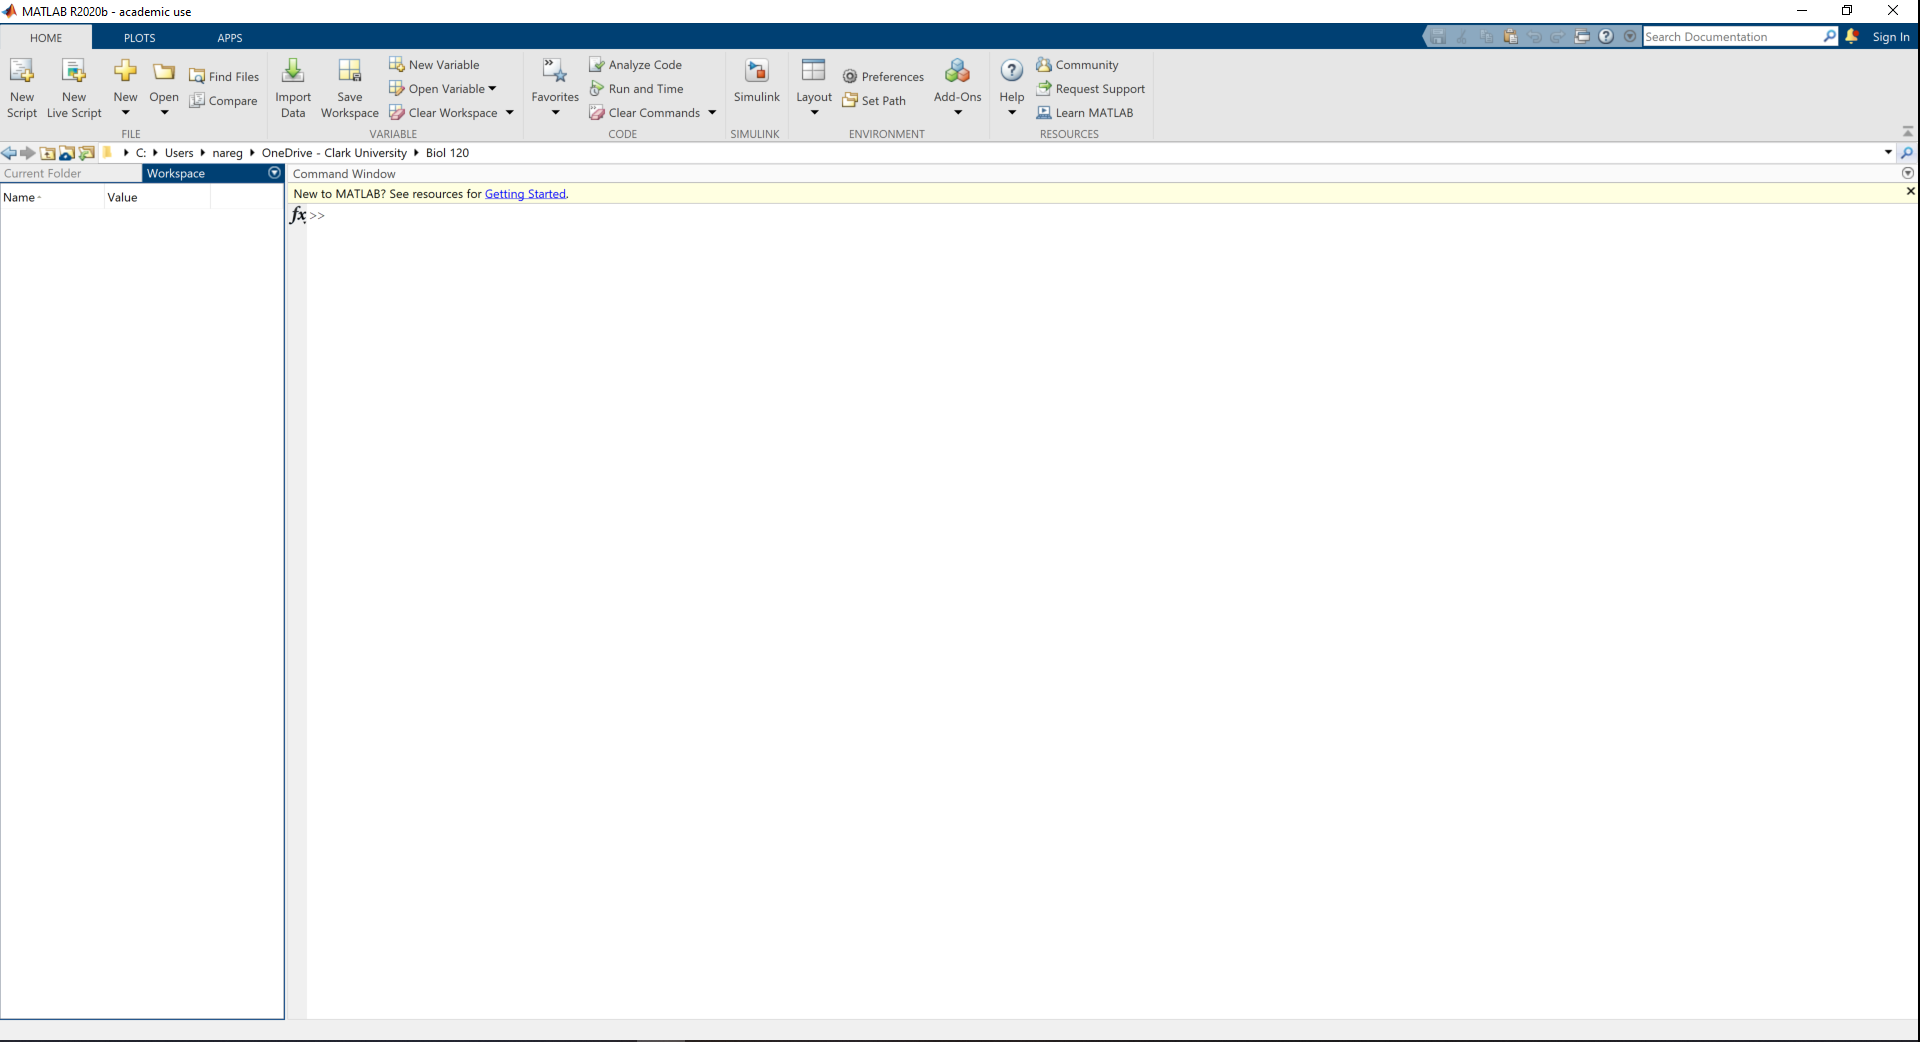 MATLAB R2020b - academic use
HOME PLOTS APPS
Search Documentation
Sign In
New Script
New Live Script
New
Open
Find Files
Compare
FILE
Import Data
Save Workspace
New Variable
Open Variable
Clear Workspace
VARIABLE
Favorites
Analyze Code
Run and Time
Clear Commands
CODE
Simulink
SIMULINK
Layout
Preferences
Set Path
Add-Ons
ENVIRONMENT
Help
Community
Request Support
Learn MATLAB
RESOURCES
C: Users nareg OneDrive - Clark University Biol 120
Current Folder
Workspace
Name
Value
Command Window
New to MATLAB? See resources for Getting Started.
fx >>